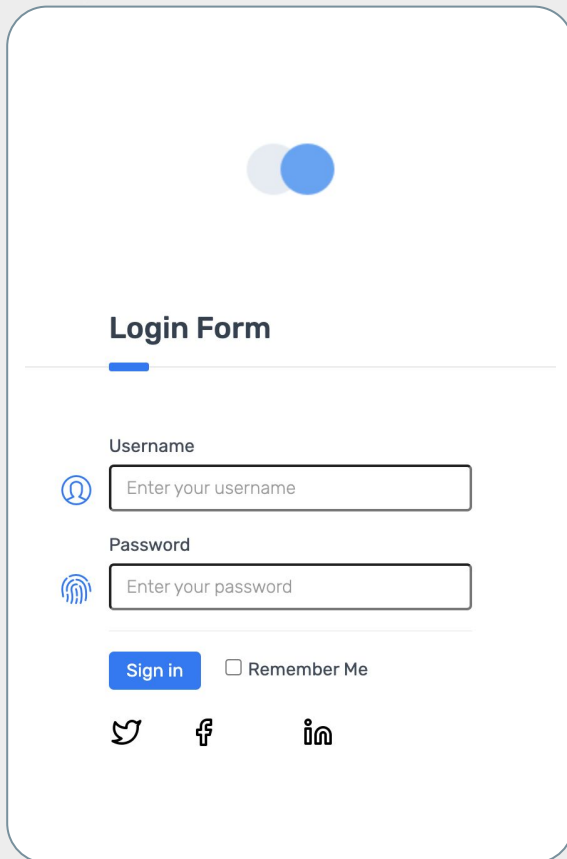 Login Form
Username
Enter your username
Password
Enter your password
Sign in
Remember Me